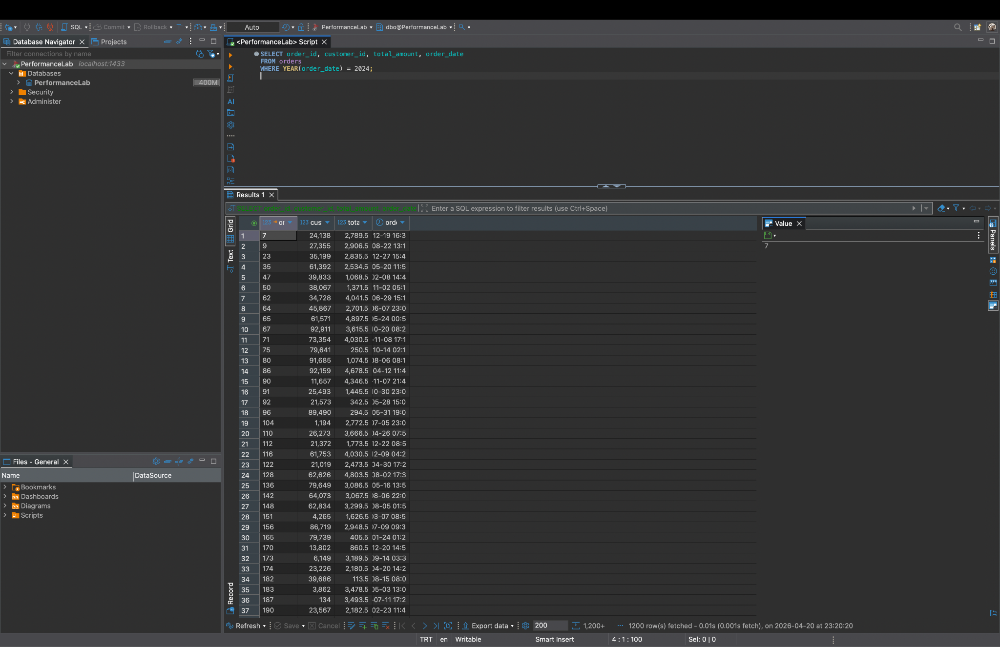 SQL Commit Rollback T Auto PerformanceLab dbo@PerformanceLab
Database Navigator Projects
Filter connections by name
PerformanceLab localhost:1433
Databases
PerformanceLab 400M
Security
Administer
<PerformanceLab> Script
SELECT order_id, customer_id, total_amount, order_date
FROM orders
WHERE YEAR(order_date) = 2024;
AI
Results 1
SELECT order_id, customer_id, total_amount, order_date Enter a SQL expression to filter results (use Ctrl+Space)
Grid
Text
Record
123 or 123 cus 123 tota orde
1 7 24,138 2,789.5 12-19 16:3
2 9 27,355 2,906.5 08-22 13:1
3 23 35,199 2,835.5 12-27 15:4
4 35 61,392 2,534.5 05-20 11:5
5 47 39,833 1,068.5 02-08 14:4
6 50 38,067 1,371.5 11-02 05:1
7 62 34,728 4,041.5 06-29 15:1
8 64 45,867 2,701.5 06-07 23:0
9 65 61,571 4,897.5 05-24 00:5
10 67 92,911 3,615.5 10-20 08:2
11 71 73,354 4,030.5 -11-08 17:1
12 75 79,641 250.5 10-14 02:1
13 80 91,685 1,074.5 08-06 08:1
14 86 92,159 4,678.5 04-12 11:4
15 90 11,657 4,346.5 -11-07 21:4
16 91 25,493 1,445.5 10-30 23:0
17 92 21,573 342.5 05-28 15:0
18 96 89,490 294.5 05-31 19:0
19 104 1,194 2,772.5 07-05 23:0
20 110 26,273 3,666.5 04-26 07:5
21 112 21,372 1,773.5 12-22 08:5
22 116 61,753 4,030.5 12-09 04:2
23 122 21,019 2,473.5 04-30 17:2
24 128 62,626 4,803.5 08-02 17:3
25 136 79,649 3,086.5 05-16 13:5
26 142 64,073 3,067.5 08-06 22:0
27 148 62,834 3,299.5 08-05 01:5
28 151 4,265 1,626.5 03-07 08:5
29 156 86,719 2,948.5 07-09 09:3
30 165 79,739 405.5 01-24 01:2
31 170 13,802 860.5 12-20 14:5
32 173 6,149 3,189.5 09-14 03:3
33 174 23,226 2,180.5 04-20 14:2
34 182 39,686 113.5 08-15 08:0
35 183 3,862 3,478.5 05-03 13:0
36 187 134 3,493.5 -07-11 17:2
37 190 23,567 2,182.5 02-23 11:4
Value
7
Panels
Files - General
Name DataSource
Bookmarks
Dashboards
Diagrams
Scripts
Refresh Save Cancel Export data 200 1,200+ ... 1200 row(s) fetched - 0.01s (0.001s fetch), on 2026-04-20 at 23:20:20
TRT en Writable Smart Insert 4 : 1 : 100 Sel: 0 | 0